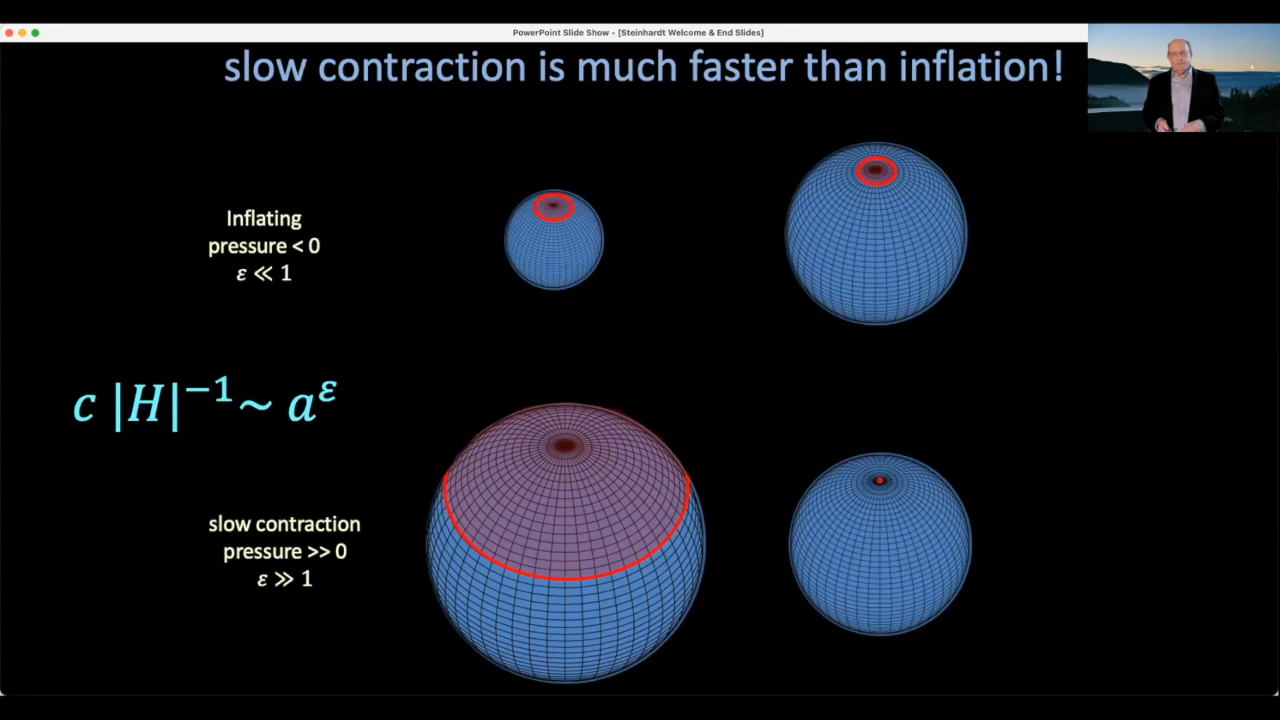 PowerPoint Slide Show - [Steinhardt Welcome & End Slides]
slow contraction is much faster than inflation!
Inflating
pressure < 0
ε ≪ 1
c |H|⁻¹~ a^ε
slow contraction
pressure >> 0
ε ≫ 1